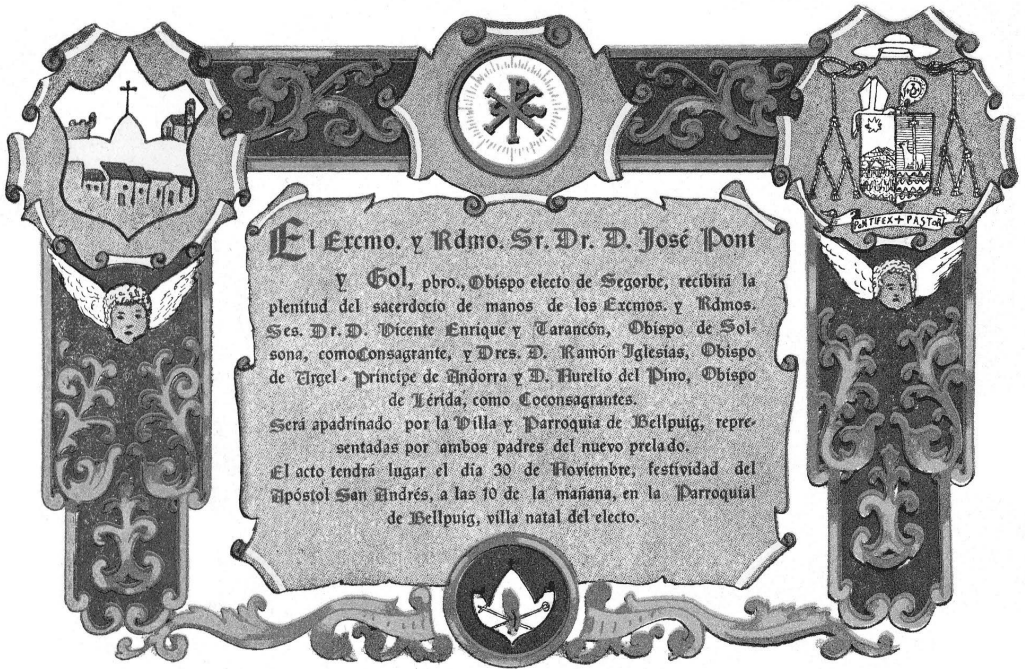 PONTIFEX + PASTOR
El Excmo. y Rdmo. Sr. Dr. D. José Pont
y Gol, pbro., Obispo electo de Segorbe, recibirá la
plenitud del sacerdocio de manos de los Excmos. y Rdmos.
Ses. Dr. D. Vicente Enrique y Tarancón, Obispo de Sol-
sona, comoConsagrante, y Dres. D. Ramón Iglesias, Obispo
de Urgel - Príncipe de Andorra y D. Aurelio del Pino, Obispo
de Lérida, como Coconsagrantes.
Será apadrinado por la Villa y Parroquia de Bellpuig, repre-
sentadas por ambos padres del nuevo prelado.
El acto tendrá lugar el día 30 de Noviembre, festividad del
Apóstol San Andrés, a las 10 de la mañana, en la Parroquial
de Bellpuig, villa natal del electo.